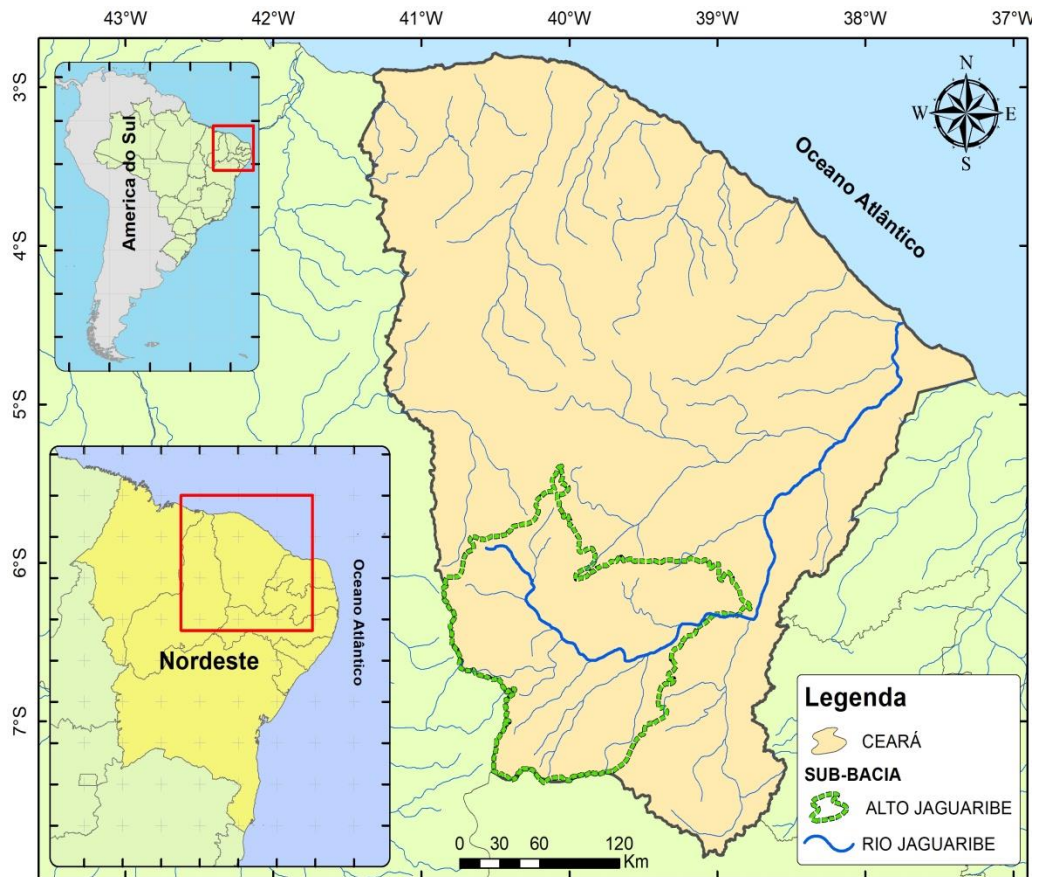 43°W 42°W 41°W 40°W 39°W 38°W 37°W
3°S
4°S
5°S
6°S
7°S
America do Sul
N
W E
S
Oceano Atlântico
Nordeste
Oceano Atlântico
Legenda
CEARÁ
SUB-BACIA
ALTO JAGUARIBE
RIO JAGUARIBE
0 30 60 120
Km